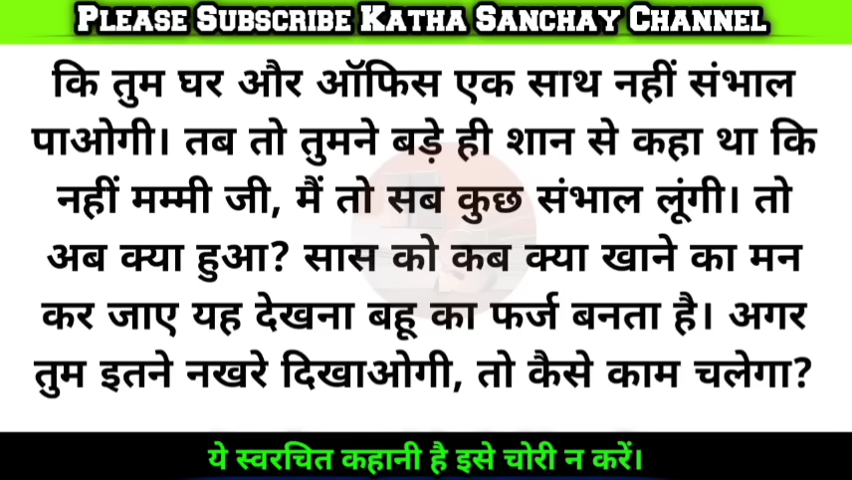 PLEASE SUBSCRIBE KATHA SANCHAY CHANNEL
कि तुम घर और ऑफिस एक साथ नहीं संभाल
पाओगी। तब तो तुमने बड़े ही शान से कहा था कि
नहीं मम्मी जी, मैं तो सब कुछ संभाल लूंगी। तो
अब क्या हुआ? सास को कब क्या खाने का मन
कर जाए यह देखना बहू का फर्ज बनता है। अगर
तुम इतने नखरे दिखाओगी, तो कैसे काम चलेगा?
ये स्वरचित कहानी है इसे चोरी न करें।